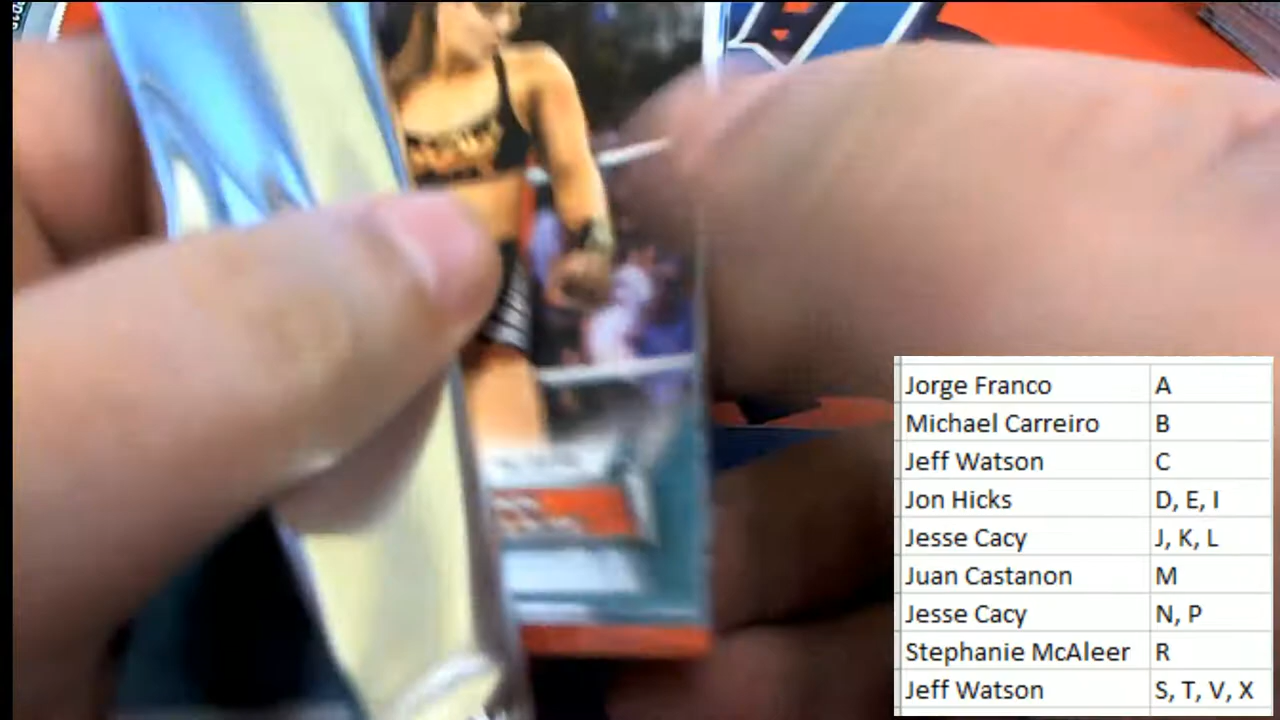 Jorge Franco A
Michael Carreiro B
Jeff Watson C
Jon Hicks D, E, I
Jesse Cacy J, K, L
Juan Castanon M
Jesse Cacy N, P
Stephanie McAleer R
Jeff Watson S, T, V, X